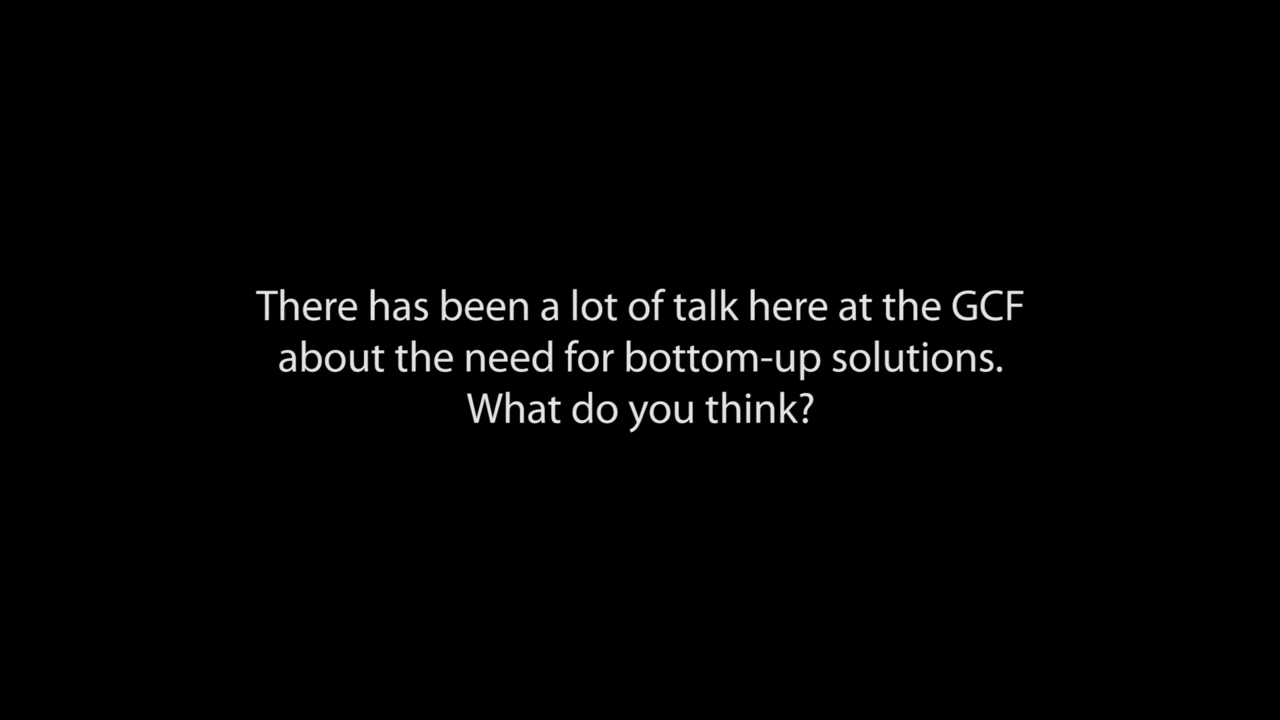 There has been a lot of talk here at the GCF
about the need for bottom-up solutions.
What do you think?